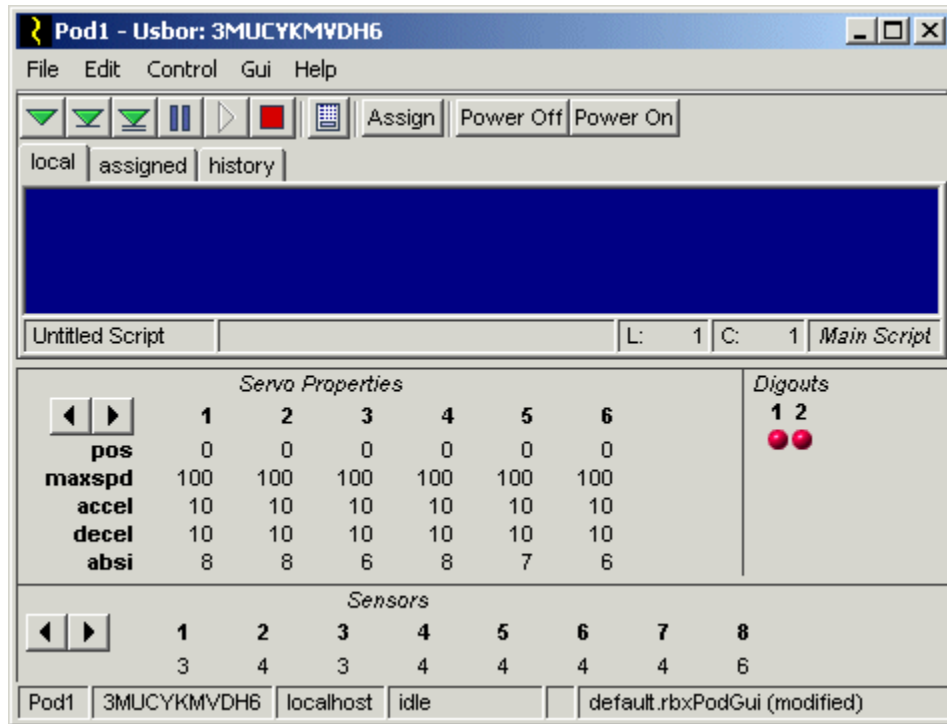 Pod1 - Usbor: 3MUCYKMVDH6
File Edit Control Gui Help
Assign Power Off Power On
local assigned history
Untitled Script L: 1 C: 1 Main Script
Servo Properties Digouts
1 2 3 4 5 6 1 2
pos 0 0 0 0 0 0
maxspd 100 100 100 100 100 100
accel 10 10 10 10 10 10
decel 10 10 10 10 10 10
absi 8 8 6 8 7 6
Sensors
1 2 3 4 5 6 7 8
3 4 3 4 4 4 4 6
Pod1 3MUCYKMVDH6 localhost idle default.rbxPodGui (modified)